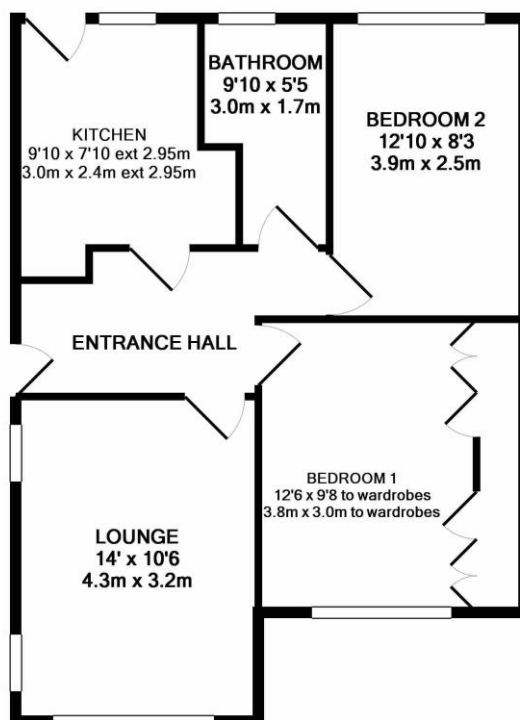 BATHROOM
9'10 x 5'5
3.0m x 1.7m
KITCHEN
9'10 x 7'10 ext 2.95m
3.0m x 2.4m ext 2.95m
BEDROOM 2
12'10 x 8'3
3.9m x 2.5m
ENTRANCE HALL
BEDROOM 1
12'6 x 9'8 to wardrobes
3.8m x 3.0m to wardrobes
LOUNGE
14' x 10'6
4.3m x 3.2m